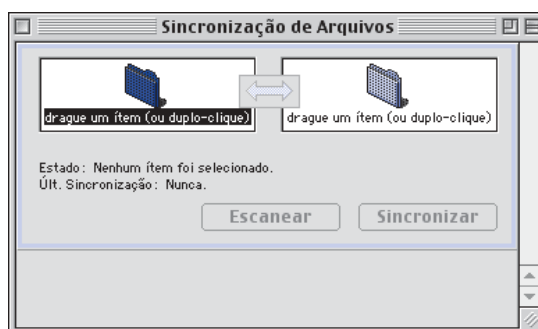 Sincronização de Arquivos
drague um ítem (ou duplo-clique)
drague um ítem (ou duplo-clique)
Estado: Nenhum ítem foi selecionado.
Últ. Sincronização: Nunca.
Escanear
Sincronizar